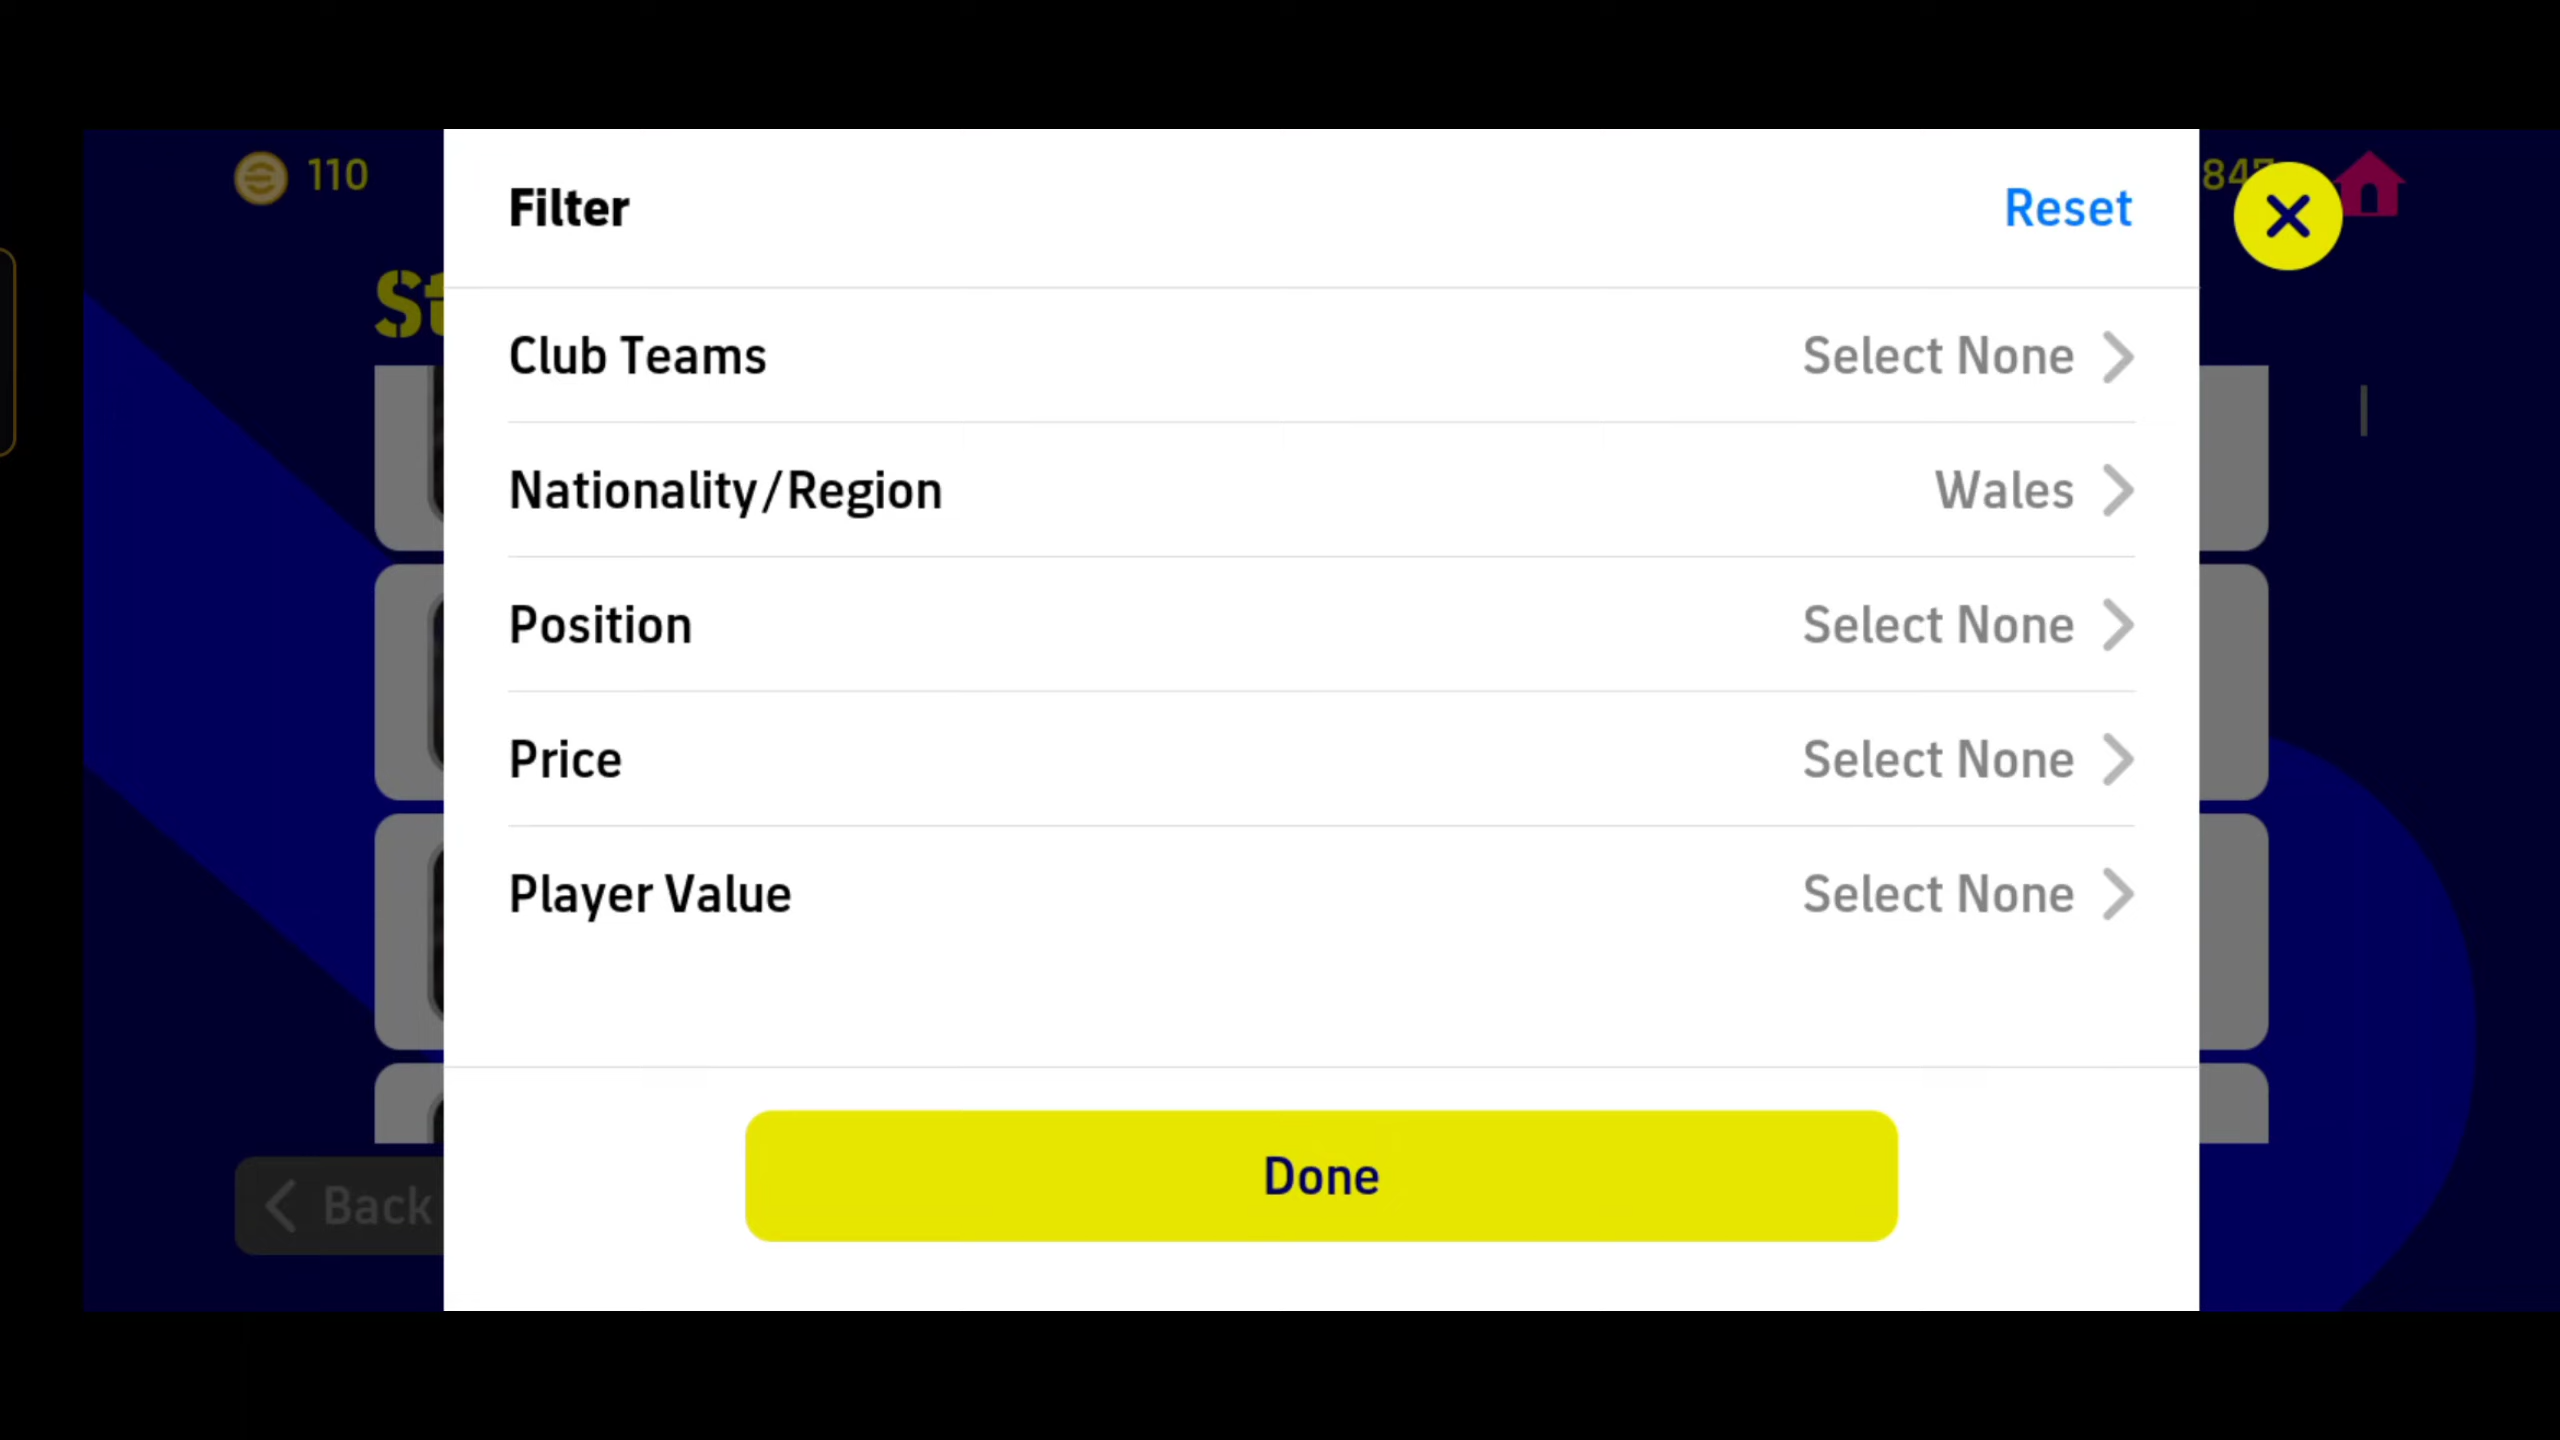 110
Filter
Reset
Club Teams
Select None
Nationality/Region
Wales
Position
Select None
Price
Select None
Player Value
Select None
Done
Back